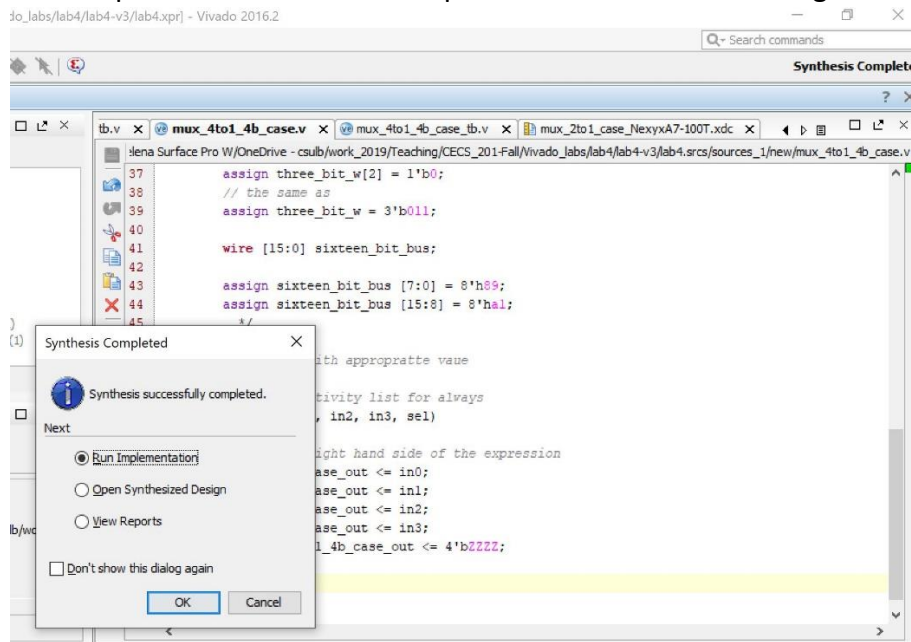 do_labs/lab4/lab4-v3/lab4.xpr] - Vivado 2016.2
Search commands
Synthesis Complete
tb.v
mux_4to1_4b_case.v
mux_4to1_4b_case_tb.v
mux_2to1_case_NexyxA7-100T.xdc
lena Surface Pro W/OneDrive - csulb/work_2019/Teaching/CECS_201-Fall/Vivado_labs/lab4/lab4-v3/lab4.srcs/sources_1/new/mux_4to1_4b_case.v
37 assign three_bit_w[2] = 1'b0;
38 // the same as
39 assign three_bit_w = 3'b011;
40
41 wire [15:0] sixteen_bit_bus;
42
43 assign sixteen_bit_bus [7:0] = 8'h89;
44 assign sixteen_bit_bus [15:8] = 8'ha1;
45 */
(1)
ith appropratte vaue
tivity list for always
, in2, in3, sel)
ight hand side of the expression
ase_out <= in0;
ase_out <= in1;
ase_out <= in2;
ase_out <= in3;
1_4b_case_out <= 4'bZZZZ;
lb/wo
Synthesis Completed
Synthesis successfully completed.
Next
Run Implementation
Open Synthesized Design
View Reports
Don't show this dialog again
OK
Cancel